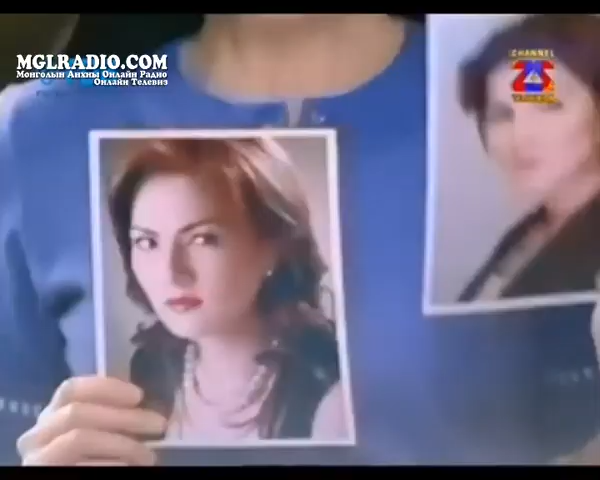 MGLRADIO.COM
Монголын Анхны Онлайн Радио
Онлайн Телевиз
CHANNEL
25